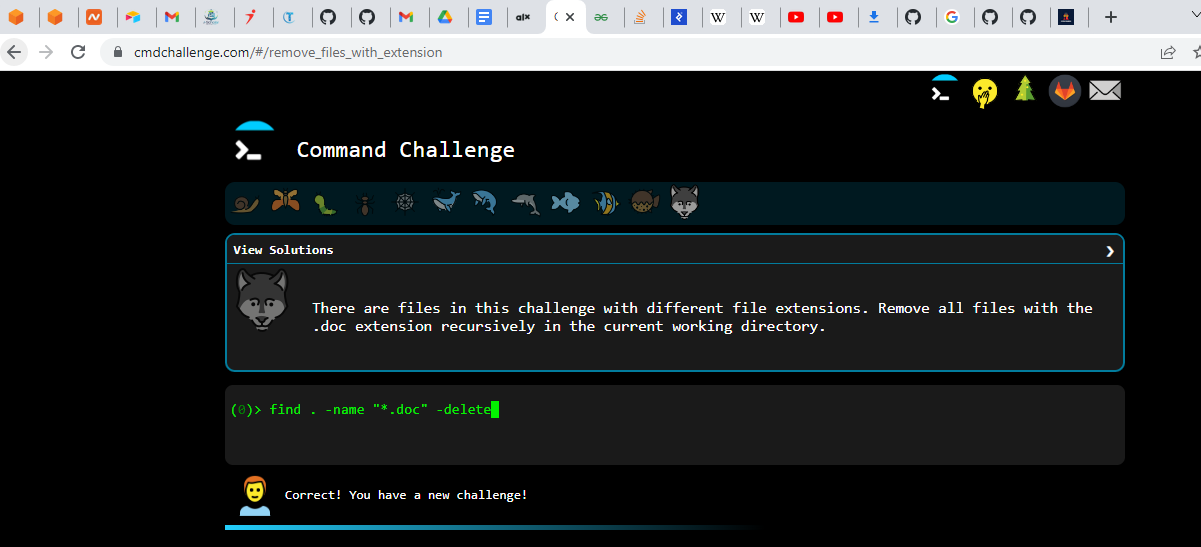 alx
cmdchallenge.com/#/remove_files_with_extension
Command Challenge
View Solutions
There are files in this challenge with different file extensions. Remove all files with the
.doc extension recursively in the current working directory.
(0)> find . -name "*.doc" -delete
Correct! You have a new challenge!